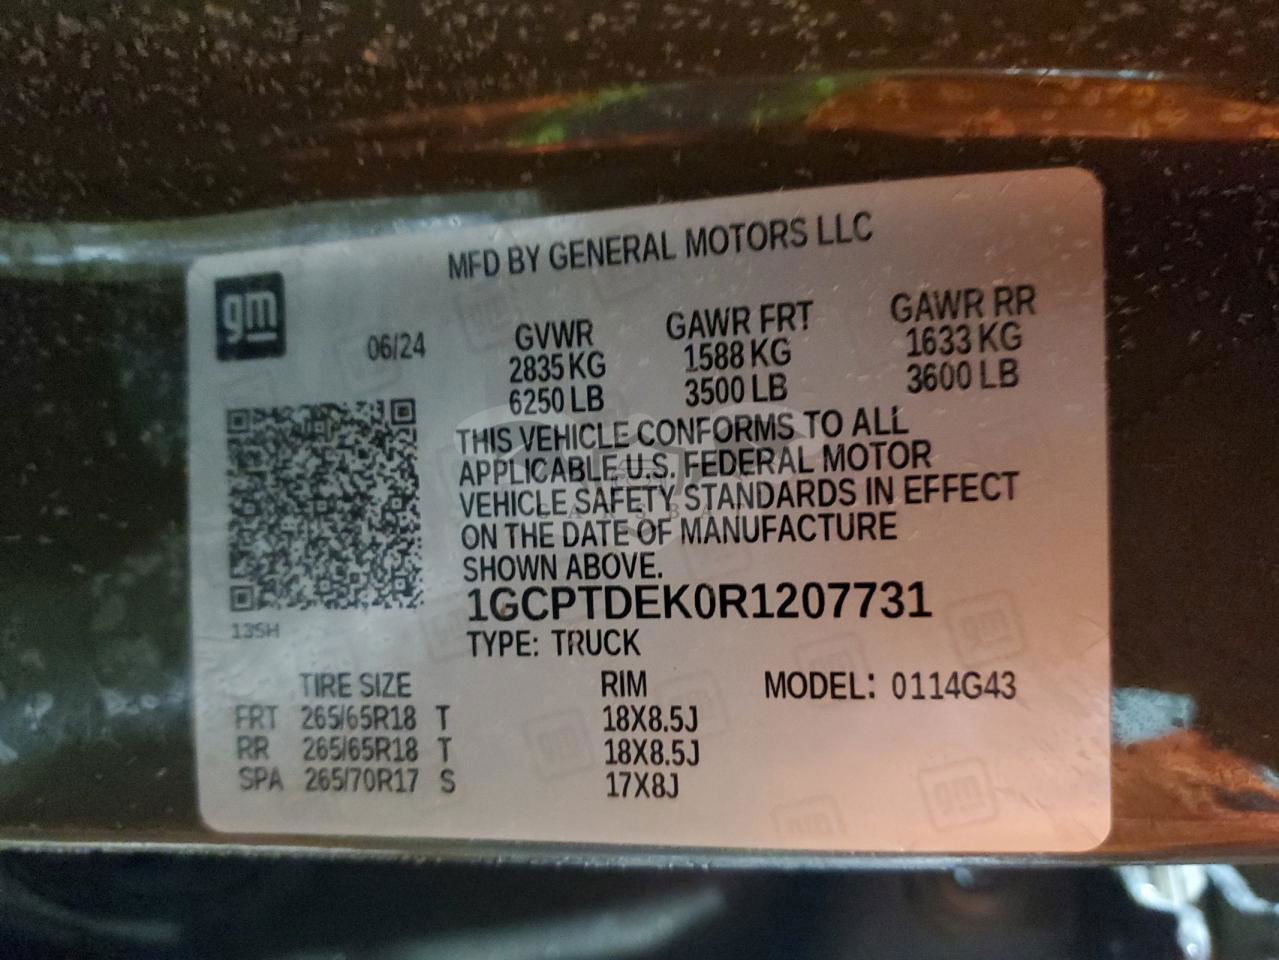 MFD BY GENERAL MOTORS LLC
gm
06/24
GVWR GAWR FRT GAWR RR
2835 KG 1588 KG 1633 KG
6250 LB 3500 LB 3600 LB
THIS VEHICLE CONFORMS TO ALL
APPLICABLE U.S. FEDERAL MOTOR
VEHICLE SAFETY STANDARDS IN EFFECT
ON THE DATE OF MANUFACTURE
SHOWN ABOVE.
1GCPTDEK0R1207731
13SH
TYPE: TRUCK
TIRE SIZE RIM MODEL: 0114G43
FRT 265/65R18 T 18X8.5J
RR 265/65R18 T 18X8.5J
SPA 265/70R17 S 17X8J